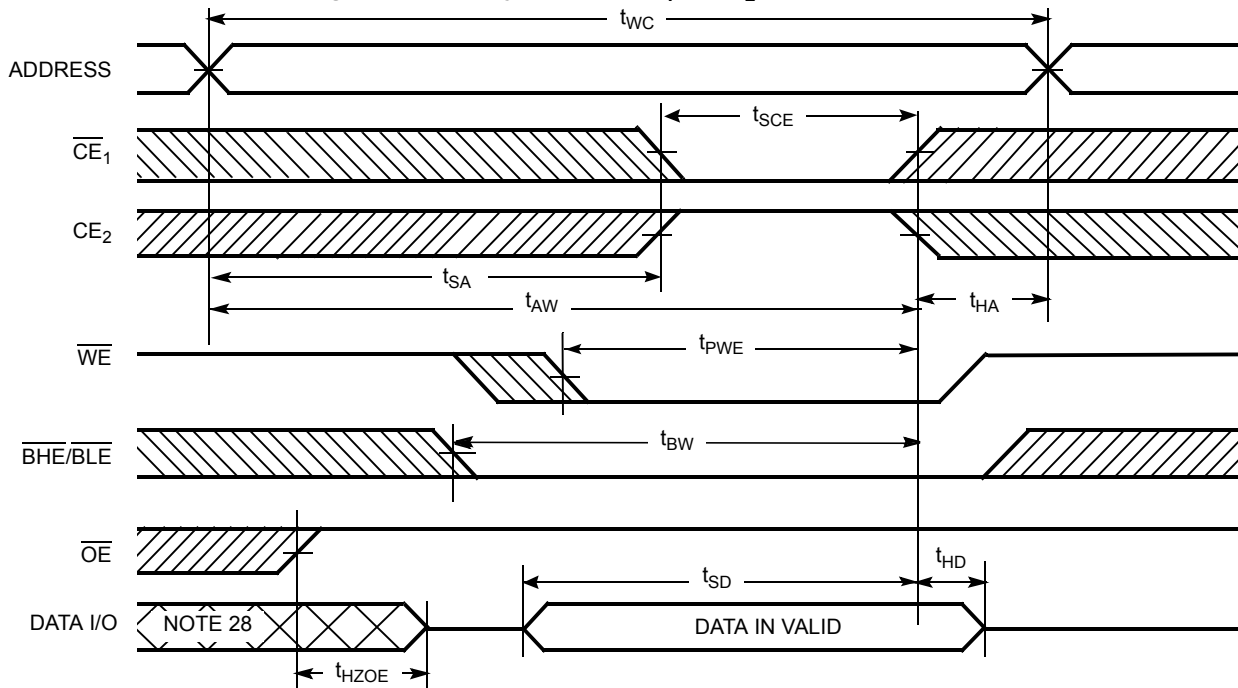 tWC
ADDRESS
tSCE
CE1
CE2
tSA
tAW
tHA
WE
tPWE
BHE/BLE
tBW
OE
tHD
tSD
DATA I/O
NOTE 28
DATA IN VALID
tHZOE